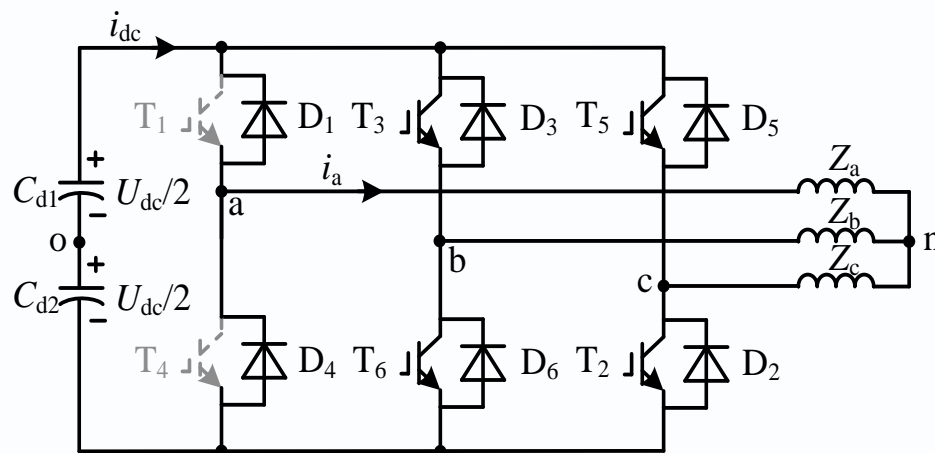 i_dc
T_1 D_1 T_3 D_3 T_5 D_5
+
C_d1 U_dc/2
−
i_a
a
Z_a
o
b
Z_b
n
+
c
Z_c
C_d2 U_dc/2
−
T_4 D_4 T_6 D_6 T_2 D_2